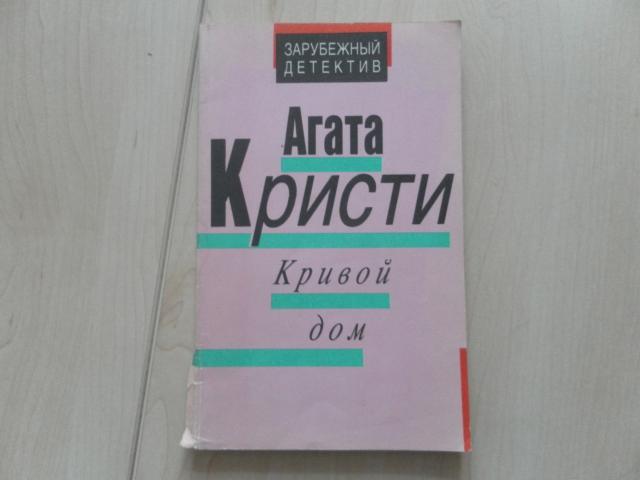 ЗАРУБЕЖНЫЙ
ДЕТЕКТИВ
Агата
Кристи
Кривой
дом